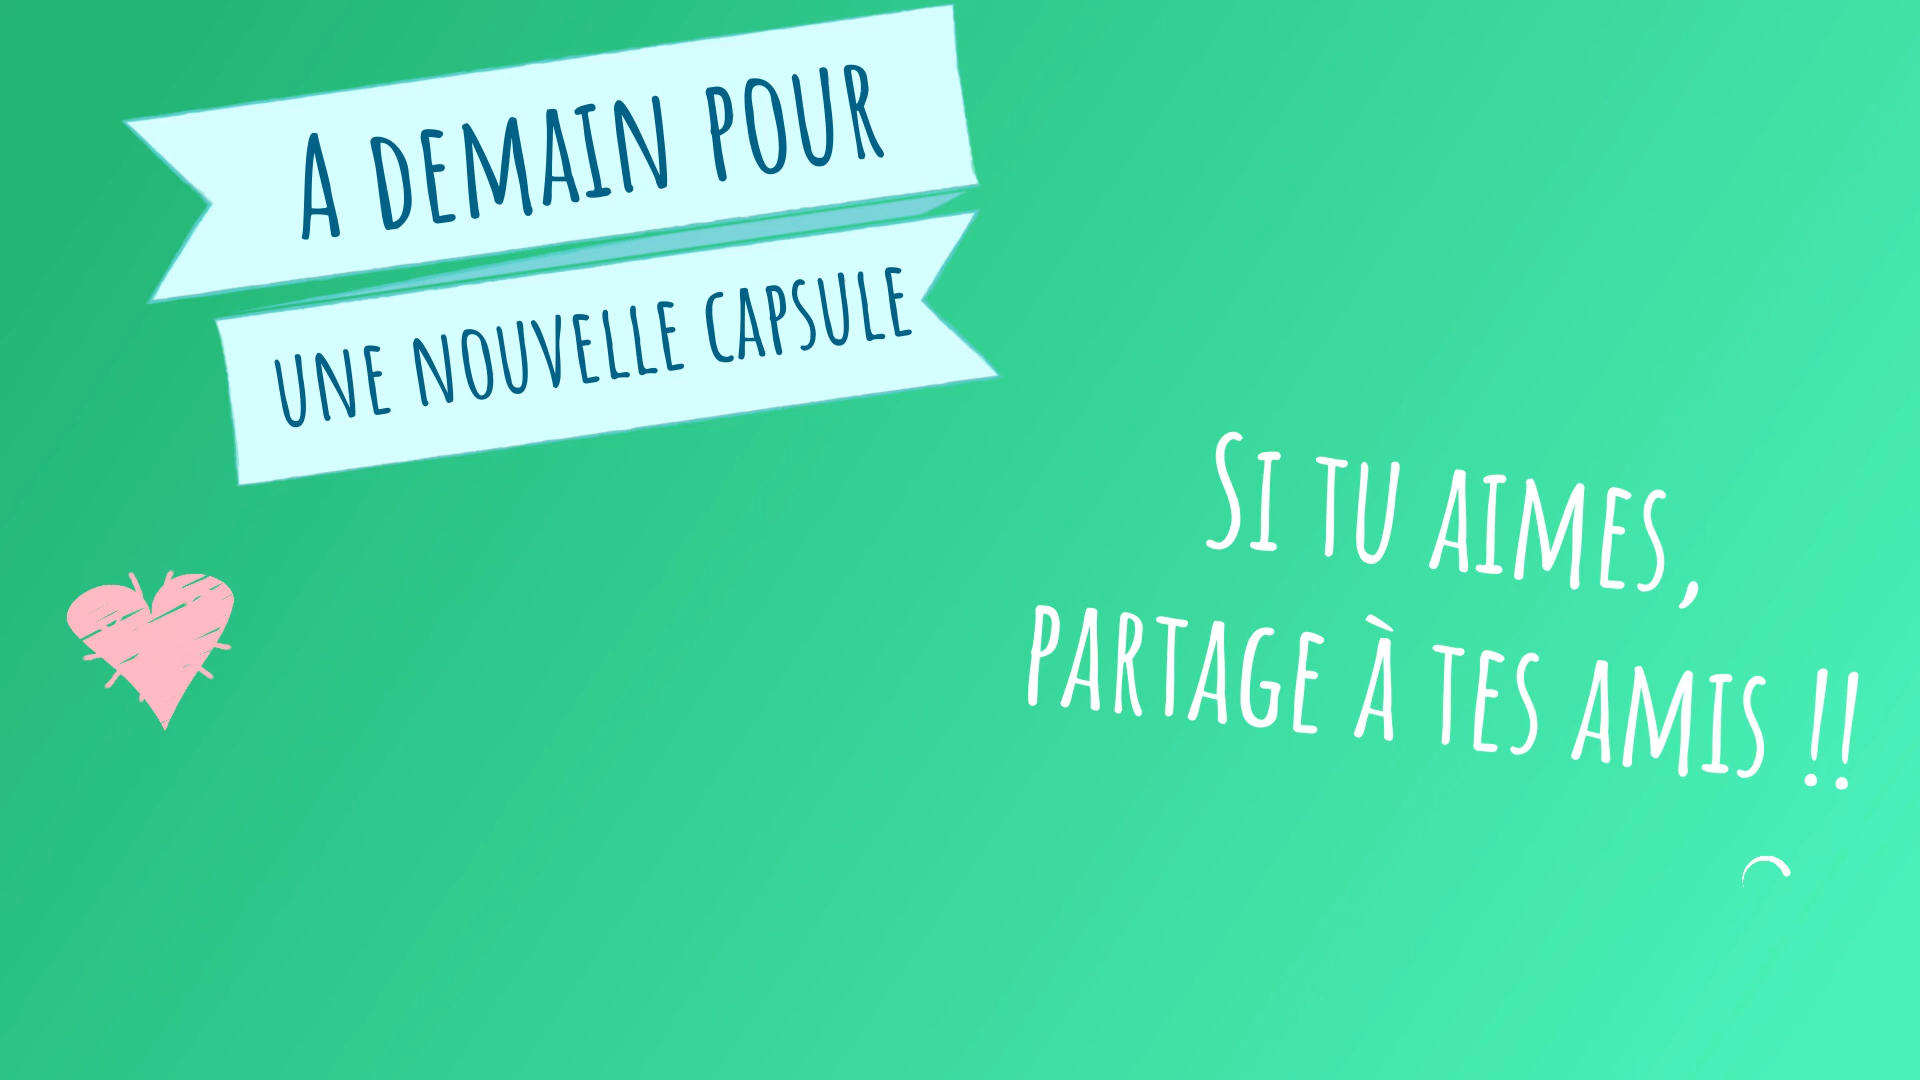 A DEMAIN POUR
UNE NOUVELLE CAPSULE
SI TU AIMES,
PARTAGE À TES AMIS !!